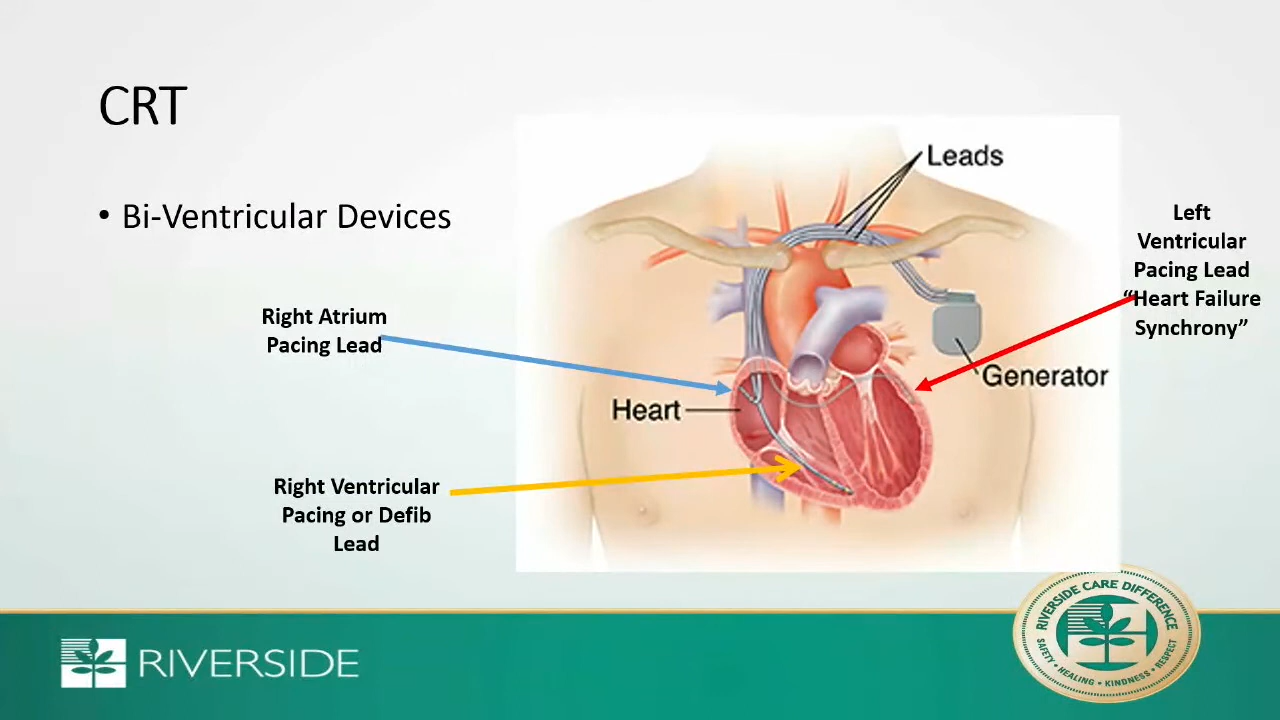 CRT
• Bi-Ventricular Devices
Leads
Left
Ventricular
Pacing Lead
“Heart Failure
Synchrony”
Right Atrium
Pacing Lead
Generator
Heart
Right Ventricular
Pacing or Defib
Lead
RIVERSIDE
RIVERSIDE CARE DIFFERENCE
SAFETY • HEALING • KINDNESS • RESPECT